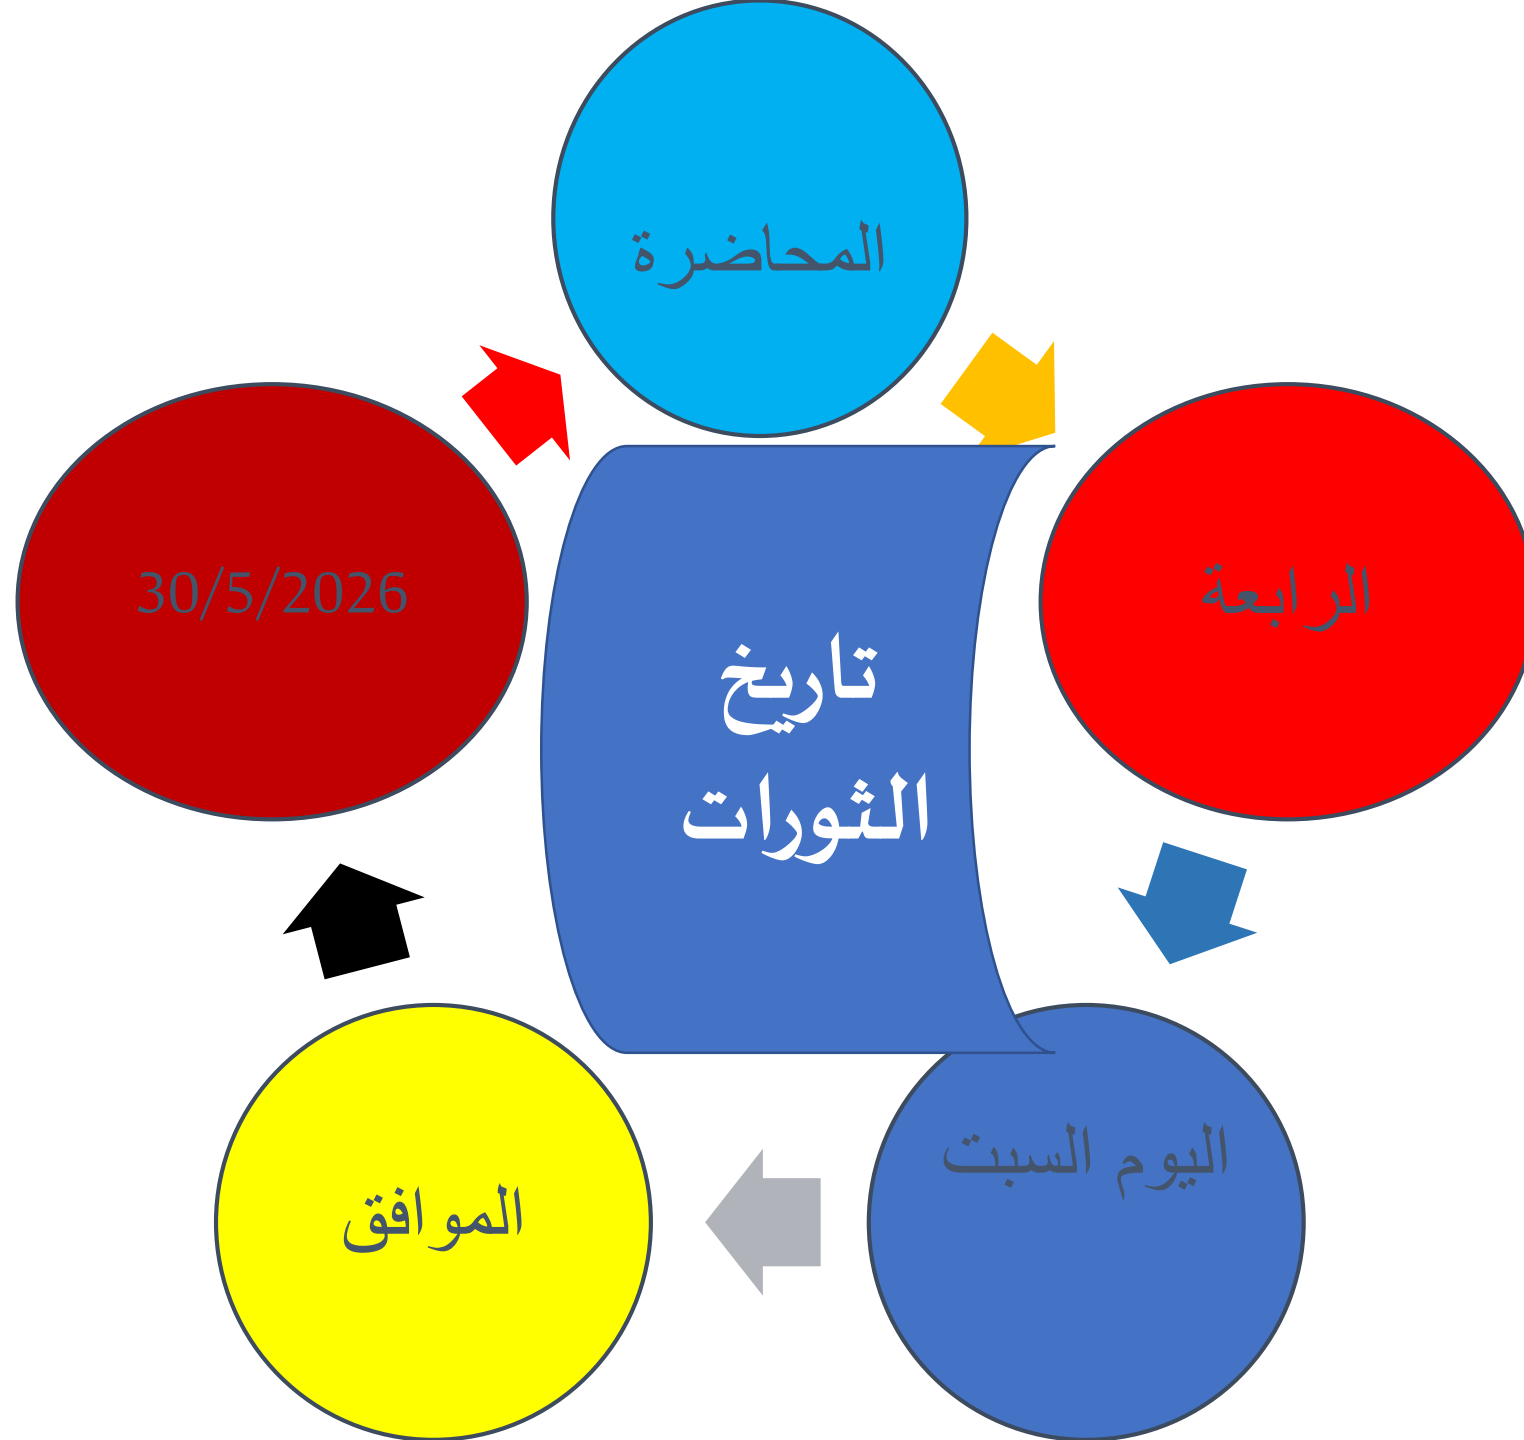 المحاضرة
الرابعة
اليوم السبت
الموافق
30/5/2026
تاريخ
الثورات